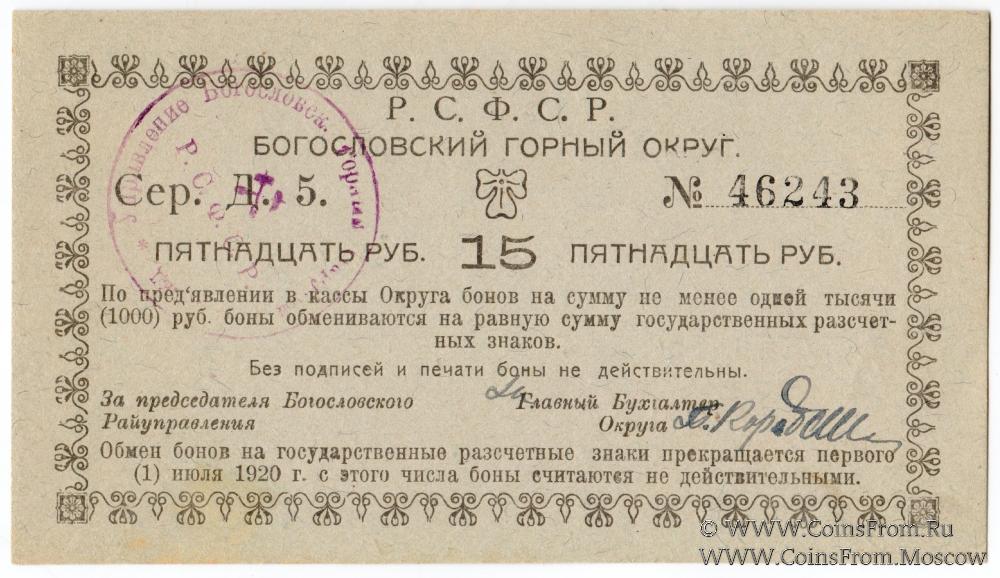 Р. С. Ф. С. Р.
БОГОСЛОВСКИЙ ГОРНЫЙ ОКРУГ.
Сер. Д. 5. № 46243
ПЯТНАДЦАТЬ РУБ. 15 ПЯТНАДЦАТЬ РУБ.
По пред‘явлении в кассы Округа бонов на сумму не менее одной тысячи
(1000) руб. боны обмениваются на равную сумму государственных разсчет-
ных знаков.
Без подписей и печати боны не действительны.
За председателя Богословского
Райуправления
Главный Бухгалтер
Округа
Обмен бонов на государственные разсчетные знаки прекращается первого
(1) июля 1920 г. с этого числа боны считаются не действительными.
Управление Богословск. Горн
Р. С. Ф. С. Р.
© www.CoinsFrom.Ru
www.CoinsFrom.Moscow